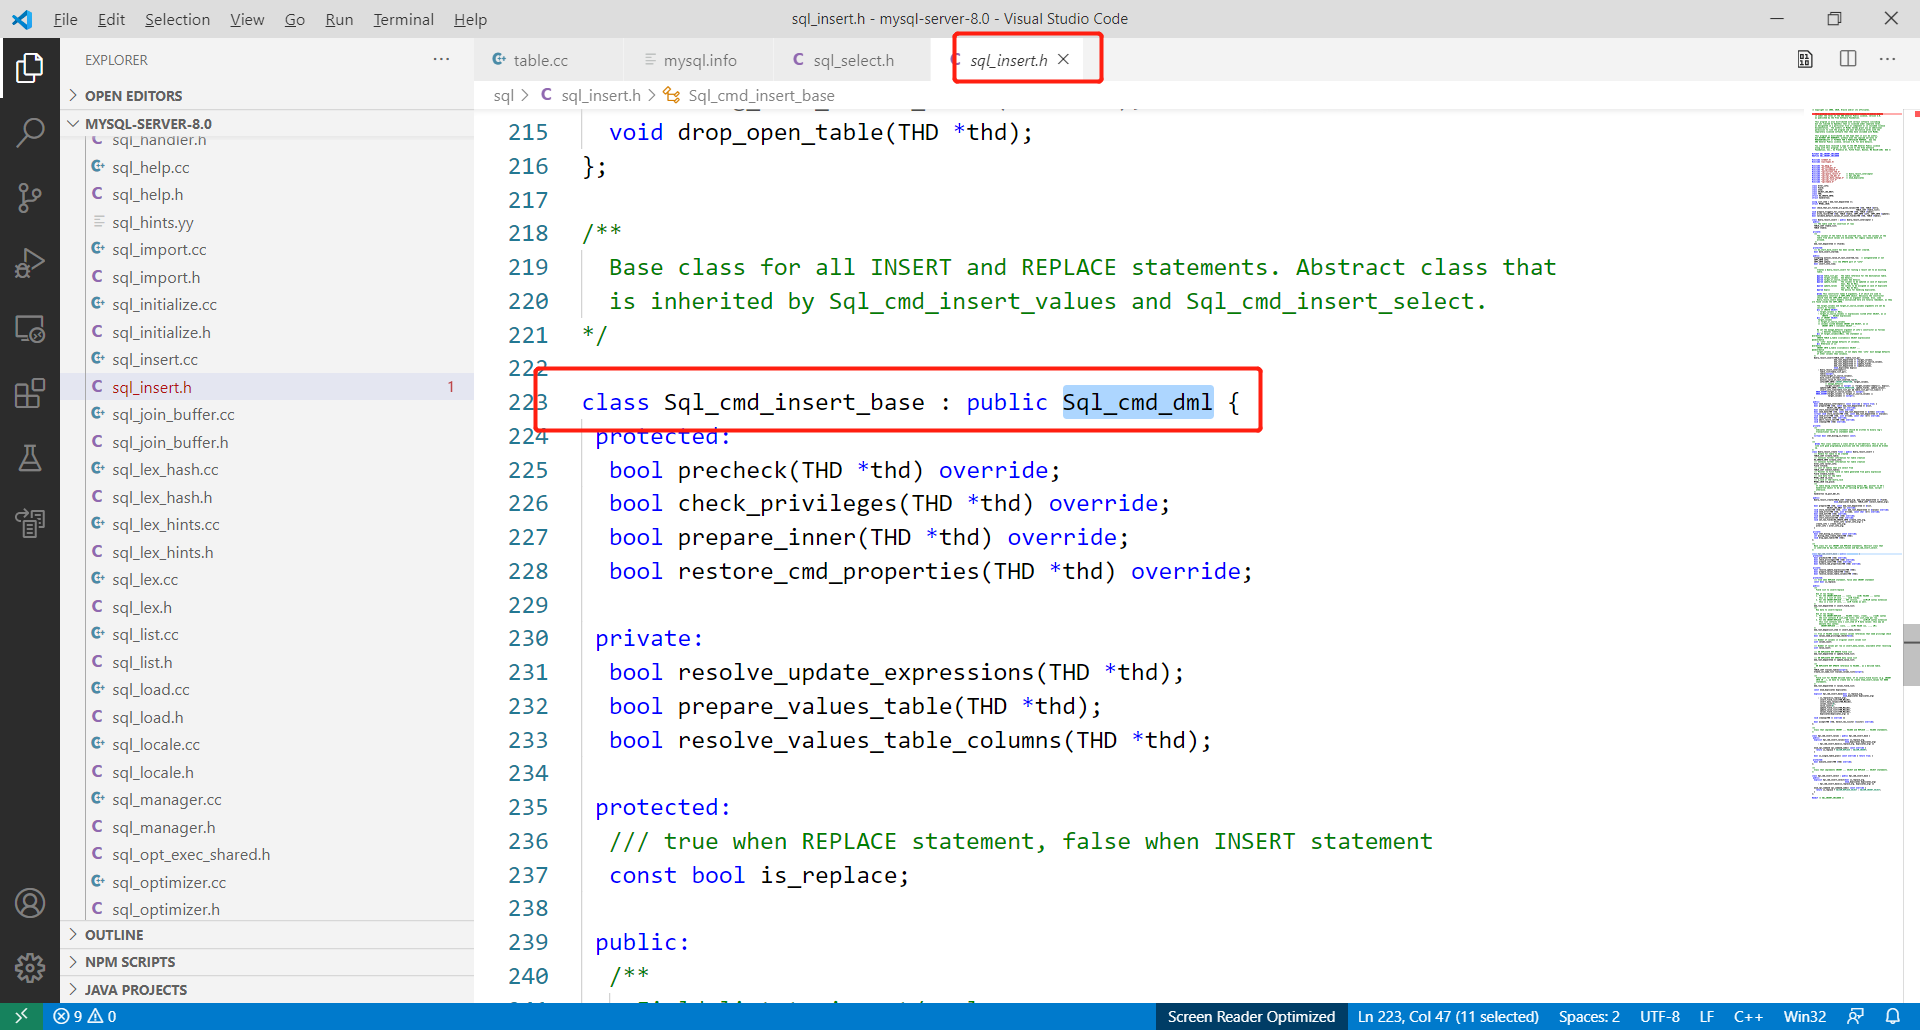 File Edit Selection View Go Run Terminal Help
sql_insert.h - mysql-server-8.0 - Visual Studio Code
EXPLORER
OPEN EDITORS
MYSQL-SERVER-8.0
sql_handler.h
sql_help.cc
sql_help.h
sql_hints.yy
sql_import.cc
sql_import.h
sql_initialize.cc
sql_initialize.h
sql_insert.cc
sql_insert.h 1
sql_join_buffer.cc
sql_join_buffer.h
sql_lex_hash.cc
sql_lex_hash.h
sql_lex_hints.cc
sql_lex_hints.h
sql_lex.cc
sql_lex.h
sql_list.cc
sql_list.h
sql_load.cc
sql_load.h
sql_locale.cc
sql_locale.h
sql_manager.cc
sql_manager.h
sql_opt_exec_shared.h
sql_optimizer.cc
sql_optimizer.h
OUTLINE
NPM SCRIPTS
JAVA PROJECTS
table.cc mysql.info sql_select.h sql_insert.h
sql > C sql_insert.h > Sql_cmd_insert_base
215 void drop_open_table(THD *thd);
216 };
217
218 /**
219 Base class for all INSERT and REPLACE statements. Abstract class that
220 is inherited by Sql_cmd_insert_values and Sql_cmd_insert_select.
221 */
222
223 class Sql_cmd_insert_base : public Sql_cmd_dml {
224 protected:
225 bool precheck(THD *thd) override;
226 bool check_privileges(THD *thd) override;
227 bool prepare_inner(THD *thd) override;
228 bool restore_cmd_properties(THD *thd) override;
229
230 private:
231 bool resolve_update_expressions(THD *thd);
232 bool prepare_values_table(THD *thd);
233 bool resolve_values_table_columns(THD *thd);
234
235 protected:
236 /// true when REPLACE statement, false when INSERT statement
237 const bool is_replace;
238
239 public:
240 /**
9 0
Screen Reader Optimized Ln 223, Col 47 (11 selected) Spaces: 2 UTF-8 LF C++ Win32